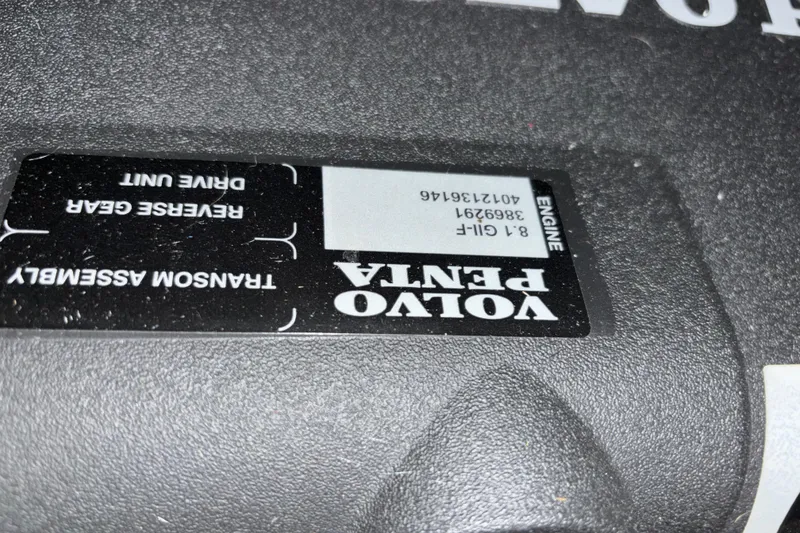 VOLVO
PENTA
ENGINE
8.1 GII-F
3869291
4012136146
TRANSOM ASSEMBLY
REVERSE GEAR
DRIVE UNIT